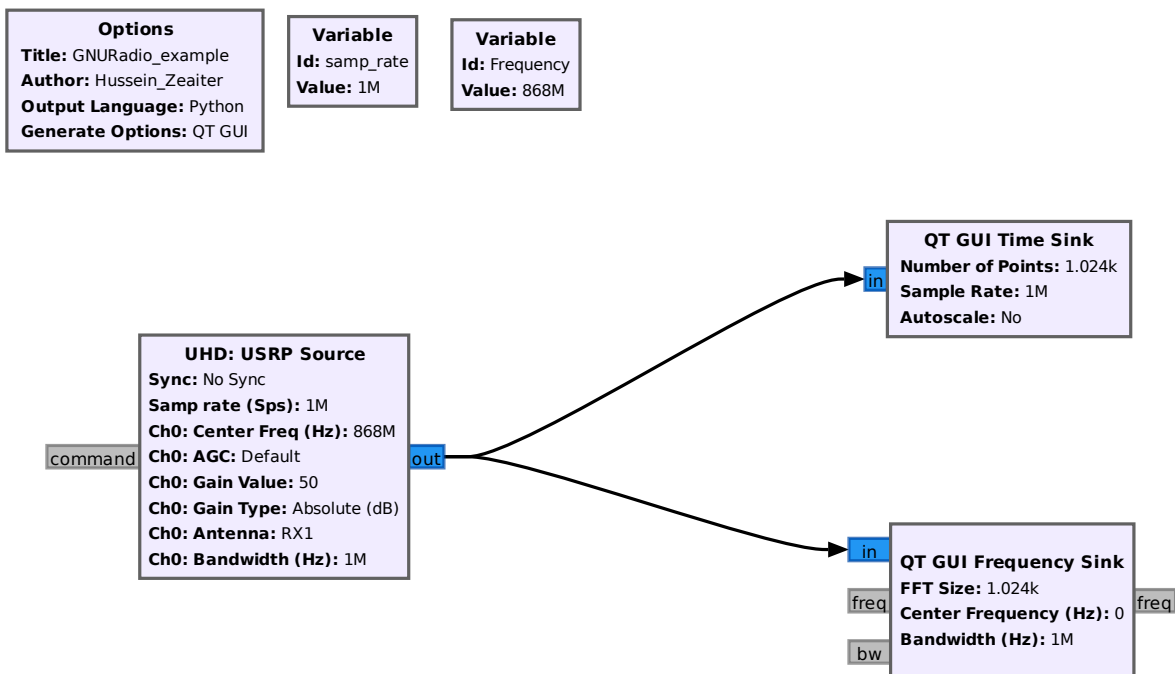 Options
Title: GNURadio_example
Author: Hussein_Zeaiter
Output Language: Python
Generate Options: QT GUI
Variable
Id: samp_rate
Value: 1M
Variable
Id: Frequency
Value: 868M
QT GUI Time Sink
Number of Points: 1.024k
Sample Rate: 1M
Autoscale: No
in
UHD: USRP Source
Sync: No Sync
Samp rate (Sps): 1M
Ch0: Center Freq (Hz): 868M
Ch0: AGC: Default
Ch0: Gain Value: 50
Ch0: Gain Type: Absolute (dB)
Ch0: Antenna: RX1
Ch0: Bandwidth (Hz): 1M
command
out
QT GUI Frequency Sink
FFT Size: 1.024k
Center Frequency (Hz): 0
Bandwidth (Hz): 1M
in
freq
bw
freq